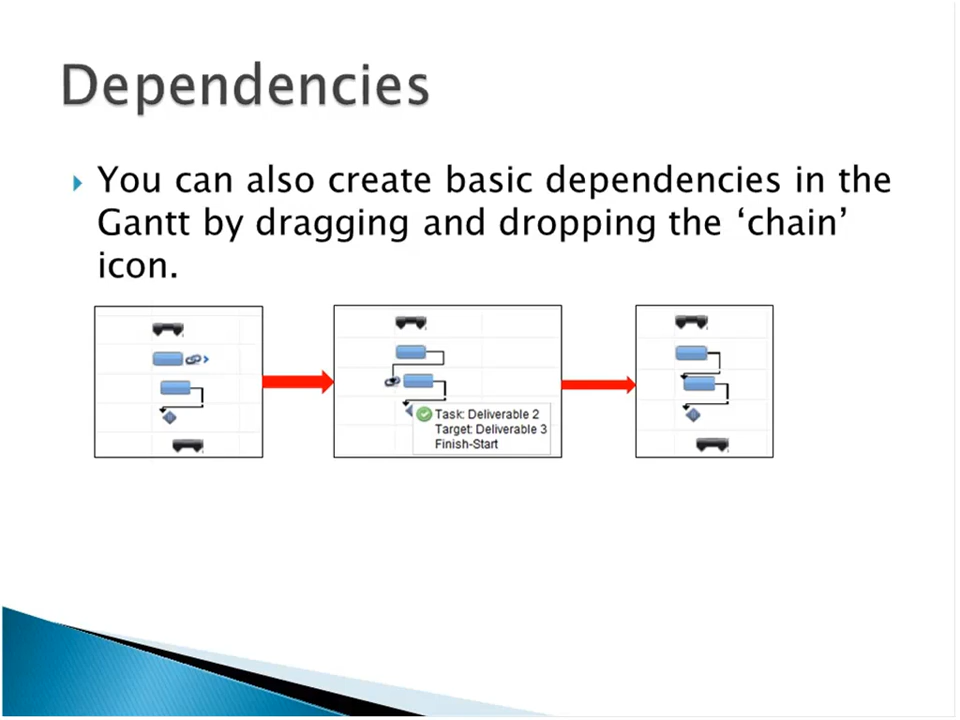 Dependencies
You can also create basic dependencies in the
Gantt by dragging and dropping the ‘chain’
icon.
Task: Deliverable 2
Target: Deliverable 3
Finish-Start